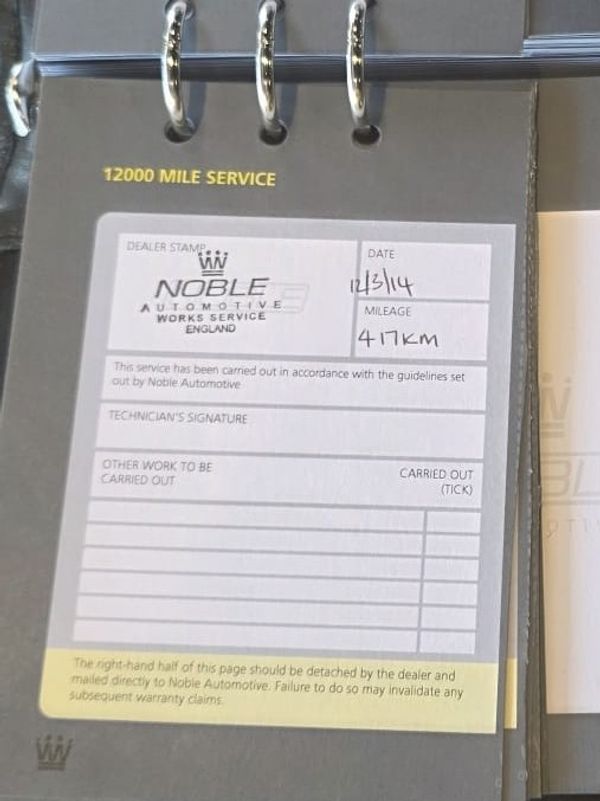 12000 MILE SERVICE
DEALER STAMP
NOBLE
AUTOMOTIVE
WORKS SERVICE
ENGLAND
DATE
12/3/14
MILEAGE
417KM
This service has been carried out in accordance with the guidelines set
out by Noble Automotive
TECHNICIAN'S SIGNATURE
OTHER WORK TO BE
CARRIED OUT
CARRIED OUT
(TICK)
The right-hand half of this page should be detached by the dealer and
mailed directly to Noble Automotive. Failure to do so may invalidate any
subsequent warranty claims.